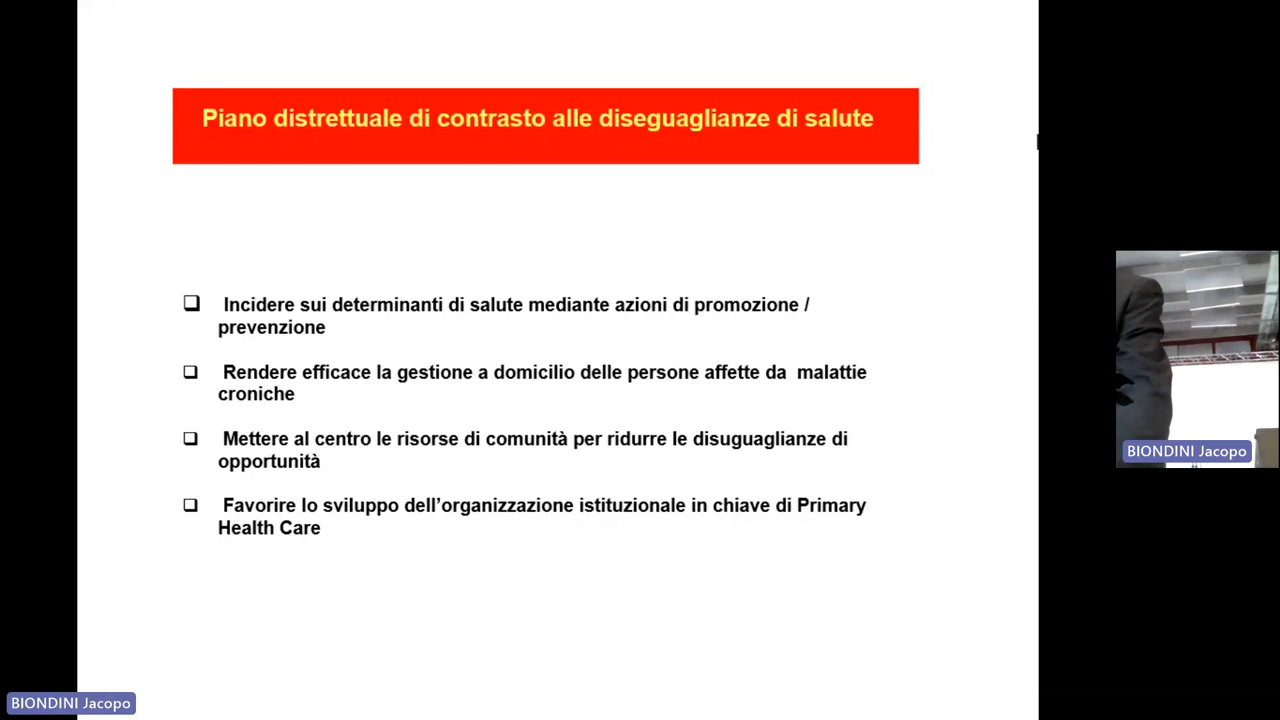 Piano distrettuale di contrasto alle diseguaglianze di salute
Incidere sui determinanti di salute mediante azioni di promozione /
prevenzione
Rendere efficace la gestione a domicilio delle persone affette da malattie
croniche
Mettere al centro le risorse di comunità per ridurre le disuguaglianze di
opportunità
Favorire lo sviluppo dell’organizzazione istituzionale in chiave di Primary
Health Care
BIONDINI Jacopo
BIONDINI Jacopo